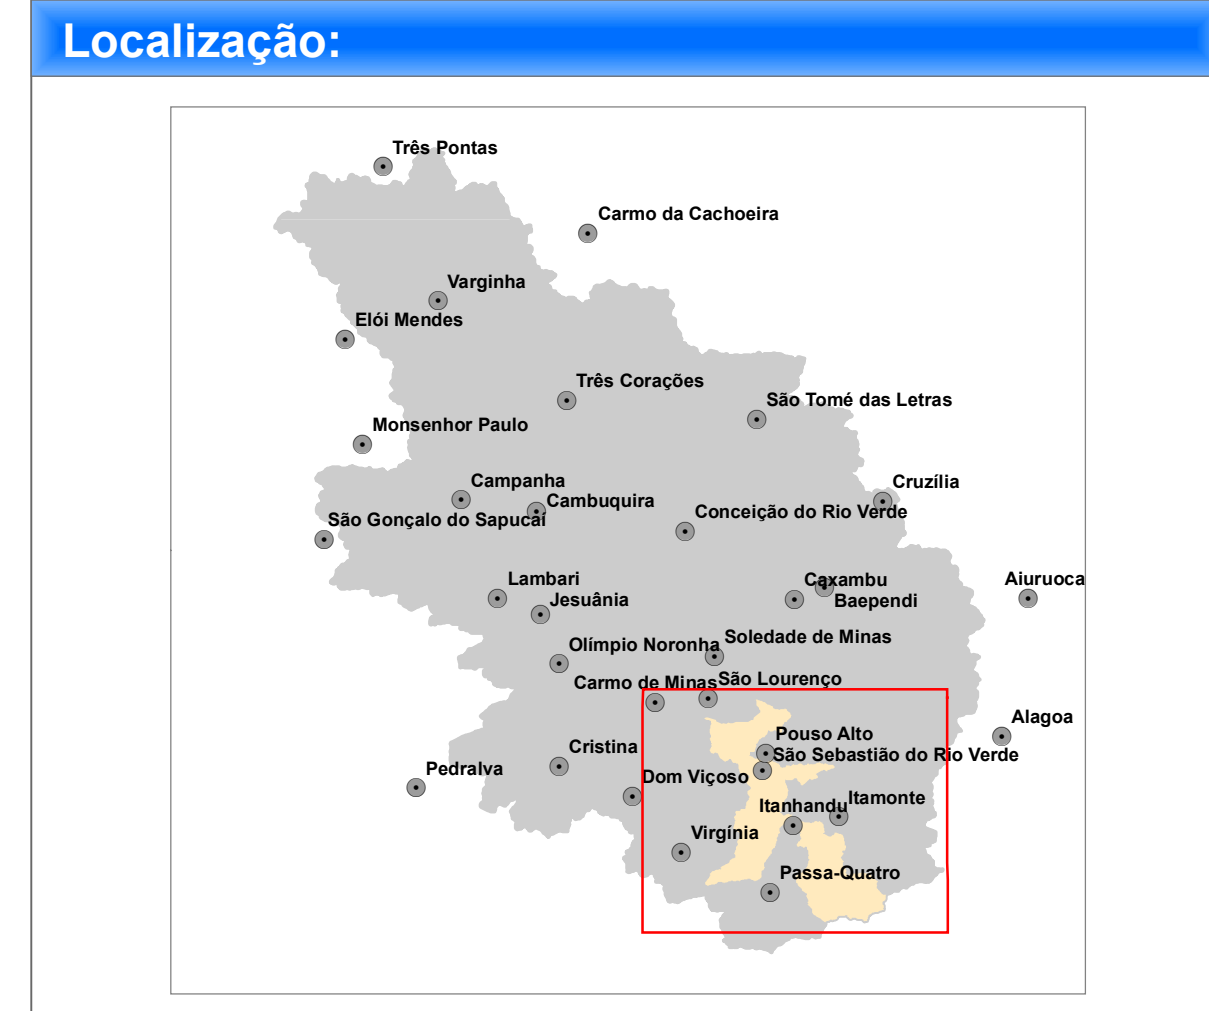 Localização:
Três Pontas
Carmo da Cachoeira
Varginha
Elói Mendes
Três Corações
São Tomé das Letras
Monsenhor Paulo
Campanha
Cruzília
Cambuquira
Conceição do Rio Verde
São Gonçalo do Sapucaí
Lambari
Caxambu
Aiuruoca
Jesuânia
Baependi
Soledade de Minas
Olímpio Noronha
São Lourenço
Carmo de Minas
Alagoa
Pouso Alto
Cristina
São Sebastião do Rio Verde
Pedralva
Dom Viçoso
Itamonte
Itanhandu
Virgínia
Passa-Quatro